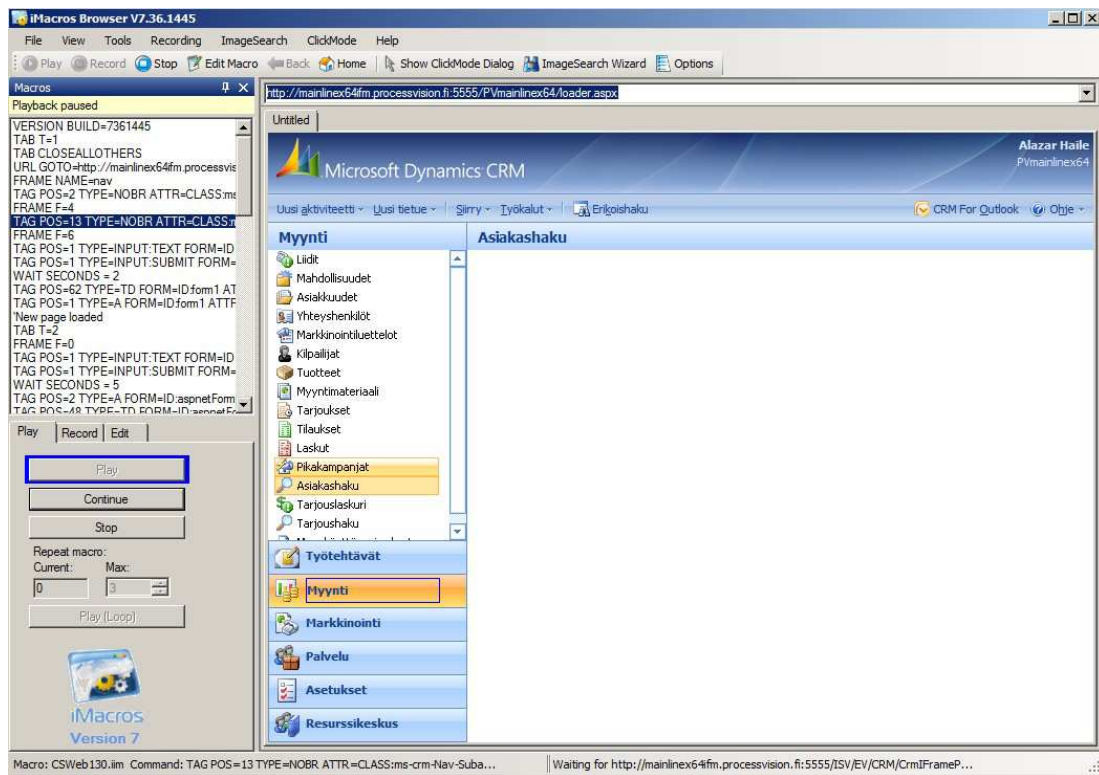 iMacros Browser V7.36.1445
File View Tools Recording ImageSearch ClickMode Help
Play Record Stop Edit Macro Back Home Show ClickMode Dialog ImageSearch Wizard Options
Macros
Playback paused
VERSION BUILD=7361445
TAB T=1
TAB CLOSEALLOTHERS
URL GOTO=http://mainlinex64ifm.processvis
FRAME NAME=nav
TAG POS=2 TYPE=NOBR ATTR=CLASS:ms
FRAME F=4
TAG POS=13 TYPE=NOBR ATTR=CLASS:m
FRAME F=6
TAG POS=1 TYPE=INPUT:TEXT FORM=ID
TAG POS=1 TYPE=INPUT:SUBMIT FORM=
WAIT SECONDS = 2
TAG POS=62 TYPE=TD FORM=ID:form1 AT
TAG POS=1 TYPE=A FORM=ID:form1 ATTF
'New page loaded
TAB T=2
FRAME F=0
TAG POS=1 TYPE=INPUT:TEXT FORM=ID
TAG POS=1 TYPE=INPUT:SUBMIT FORM=
WAIT SECONDS = 5
TAG POS=2 TYPE=A FORM=ID:aspnetForm
TAG POS=48 TYPE=TD FORM=ID:aspnetFo
Play Record Edit
Play
Continue
Stop
Repeat macro:
Current: Max:
0 3
Play (Loop)
iMacros
Version 7
http://mainlinex64ifm.processvision.fi:5555/PVmainlinex64/loader.aspx
Untitled
Microsoft Dynamics CRM
Alazar Haile
PVmainlinex64
Uusi aktiviteetti Uusi tietue Siirry Työkalut Erikoishaku CRM For Outlook Ohje
Myynti Asiakashaku
Liidit
Mahdollisuudet
Asiakkuudet
Yhteyshenkilöt
Markkinointiluettelot
Kilpailijat
Tuotteet
Myyntimateriaali
Tarjoukset
Tilaukset
Laskut
Pikakampanjat
Asiakashaku
Tarjouslaskuri
Tarjoushaku
Työtehtävät
Myynti
Markkinointi
Palvelu
Asetukset
Resurssikeskus
Macro: CSWeb130.iim Command: TAG POS=13 TYPE=NOBR ATTR=CLASS:ms-crm-Nav-Suba... Waiting for http://mainlinex64ifm.processvision.fi:5555/ISV/EV/CRM/CrmIFrameP...